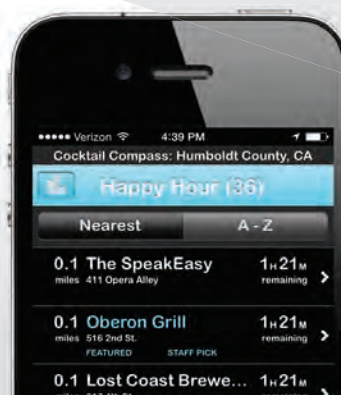 Verizon 4:39 PM
Cocktail Compass: Humboldt County, CA
Happy Hour (36)
Nearest A - Z
0.1 The SpeakEasy 1H21M
miles 411 Opera Alley remaining
0.1 Oberon Grill 1H21M
miles 516 2nd St. remaining
FEATURED STAFF PICK
0.1 Lost Coast Brewe... 1H21M